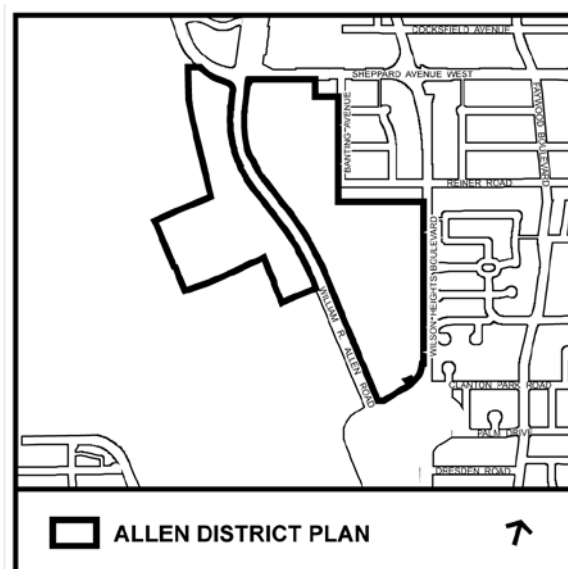 COCKSFIELD AVENUE
SHEPPARD AVENUE WEST
BANTING AVENUE
FAYWOOD BOULEVARD
REINER ROAD
WILSON HEIGHTS BOULEVARD
WILLIAM R. ALLEN ROAD
CLANTON PARK ROAD
PALM DRIVE
DRESDEN ROAD
ALLEN DISTRICT PLAN